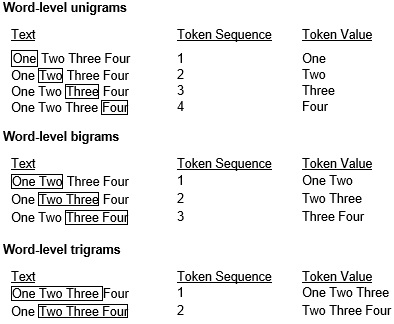 Word-level unigrams
Text Token Sequence Token Value
One Two Three Four 1 One
One Two Three Four 2 Two
One Two Three Four 3 Three
One Two Three Four 4 Four
Word-level bigrams
Text Token Sequence Token Value
One Two Three Four 1 One Two
One Two Three Four 2 Two Three
One Two Three Four 3 Three Four
Word-level trigrams
Text Token Sequence Token Value
One Two Three Four 1 One Two Three
One Two Three Four 2 Two Three Four